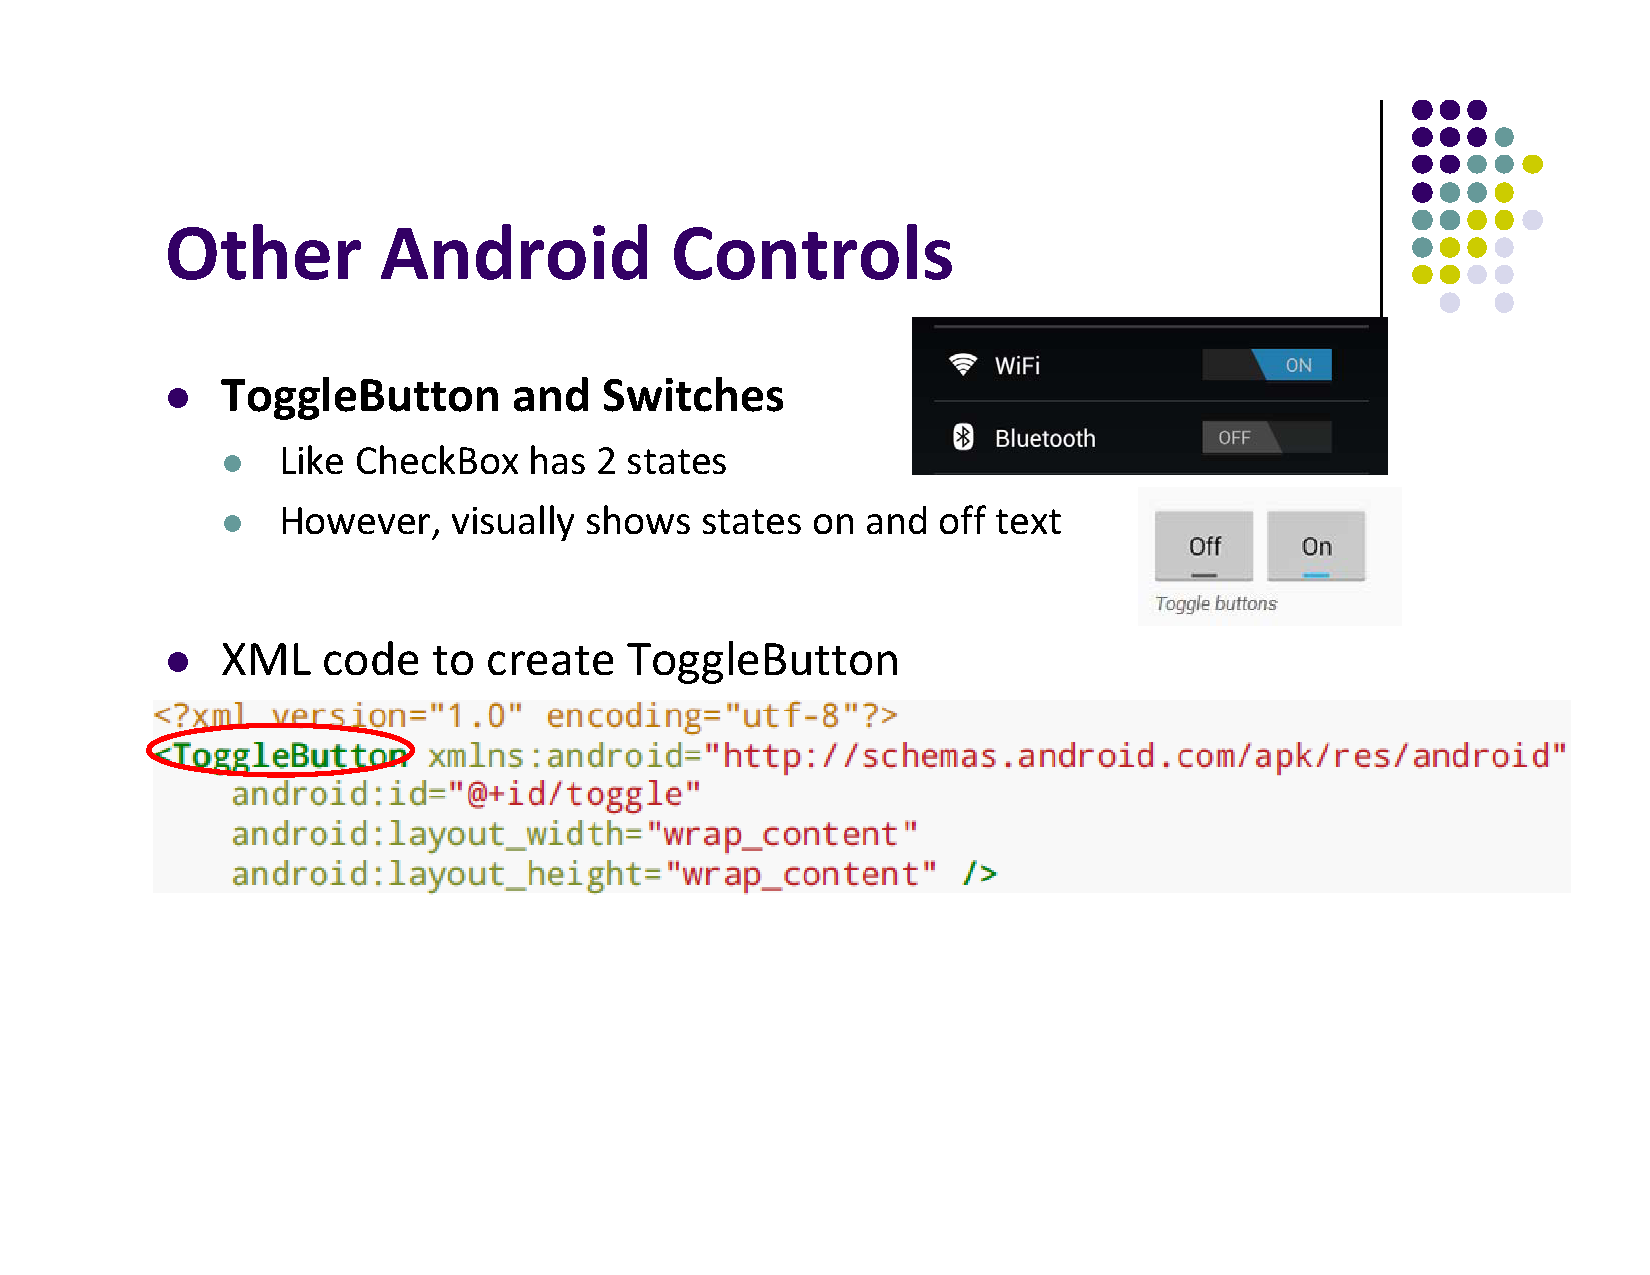 Other Android Controls
ToggleButton and Switches
Like CheckBox has 2 states
However, visually shows states on and off text
WiFi ON
Bluetooth OFF
Off On
Toggle buttons
XML code to create ToggleButton
<?xml version="1.0" encoding="utf-8"?>
<ToggleButton xmlns:android="http://schemas.android.com/apk/res/android"
android:id="@+id/toggle"
android:layout_width="wrap_content"
android:layout_height="wrap_content" />